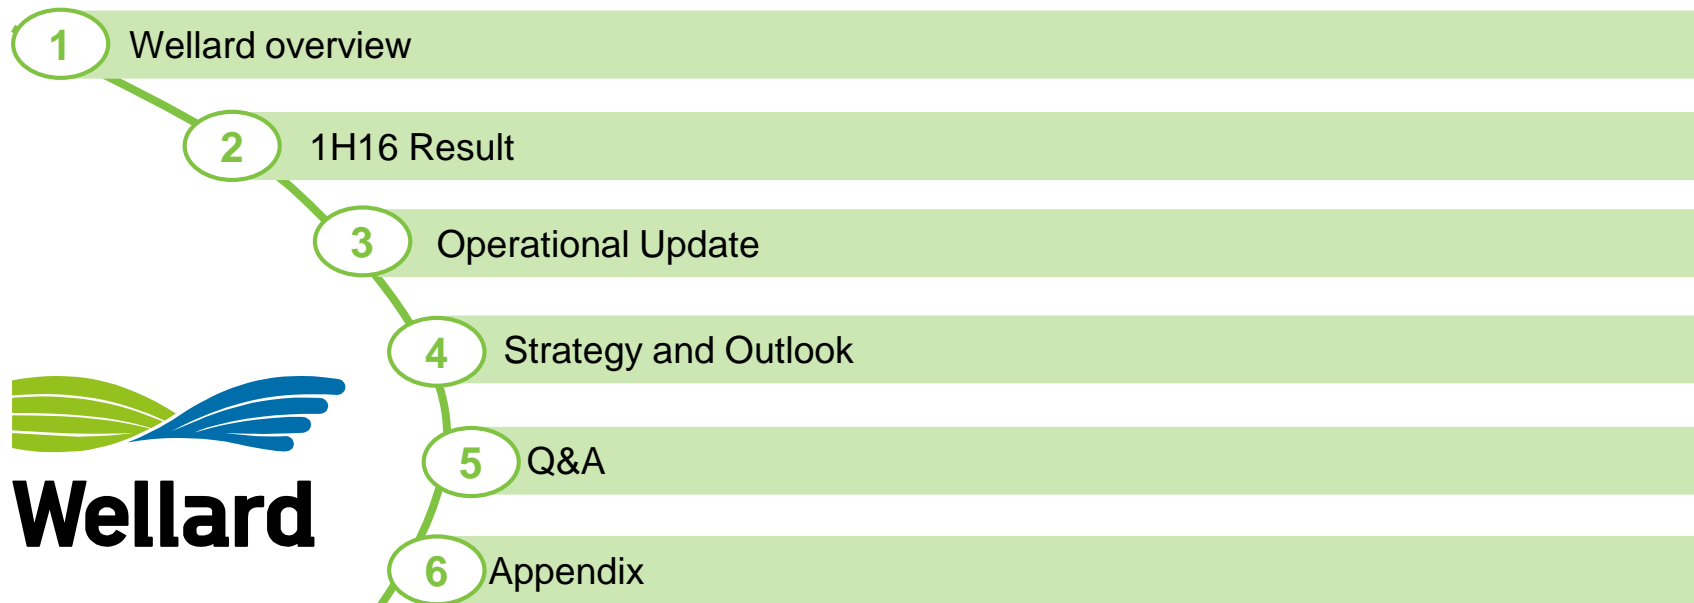 1 Wellard overview
2 1H16 Result
3 Operational Update
4 Strategy and Outlook
5 Q&A
Wellard
6 Appendix